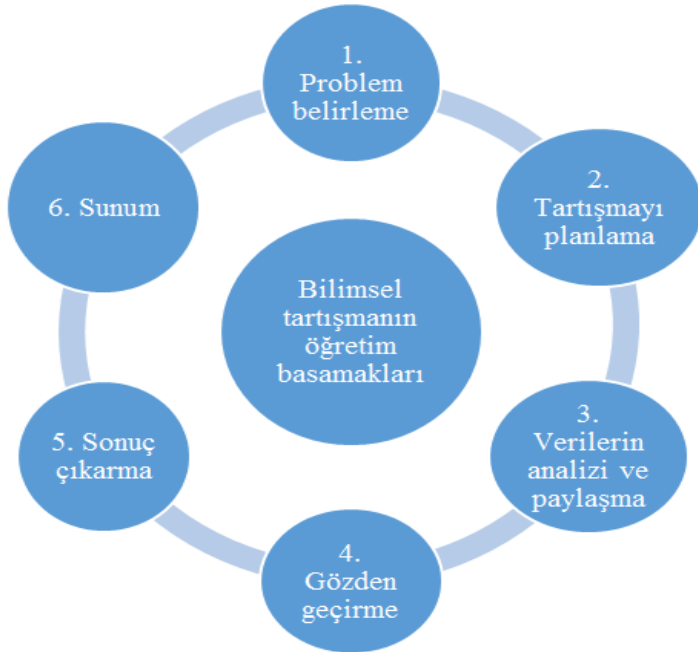 1.
Problem
belirleme
2.
Tartışmayı
planlama
3.
Verilerin
analizi ve
paylaşma
4.
Gözden
geçirme
5. Sonuç
çıkarma
6. Sunum
Bilimsel
tartışmanın
öğretim
basamakları